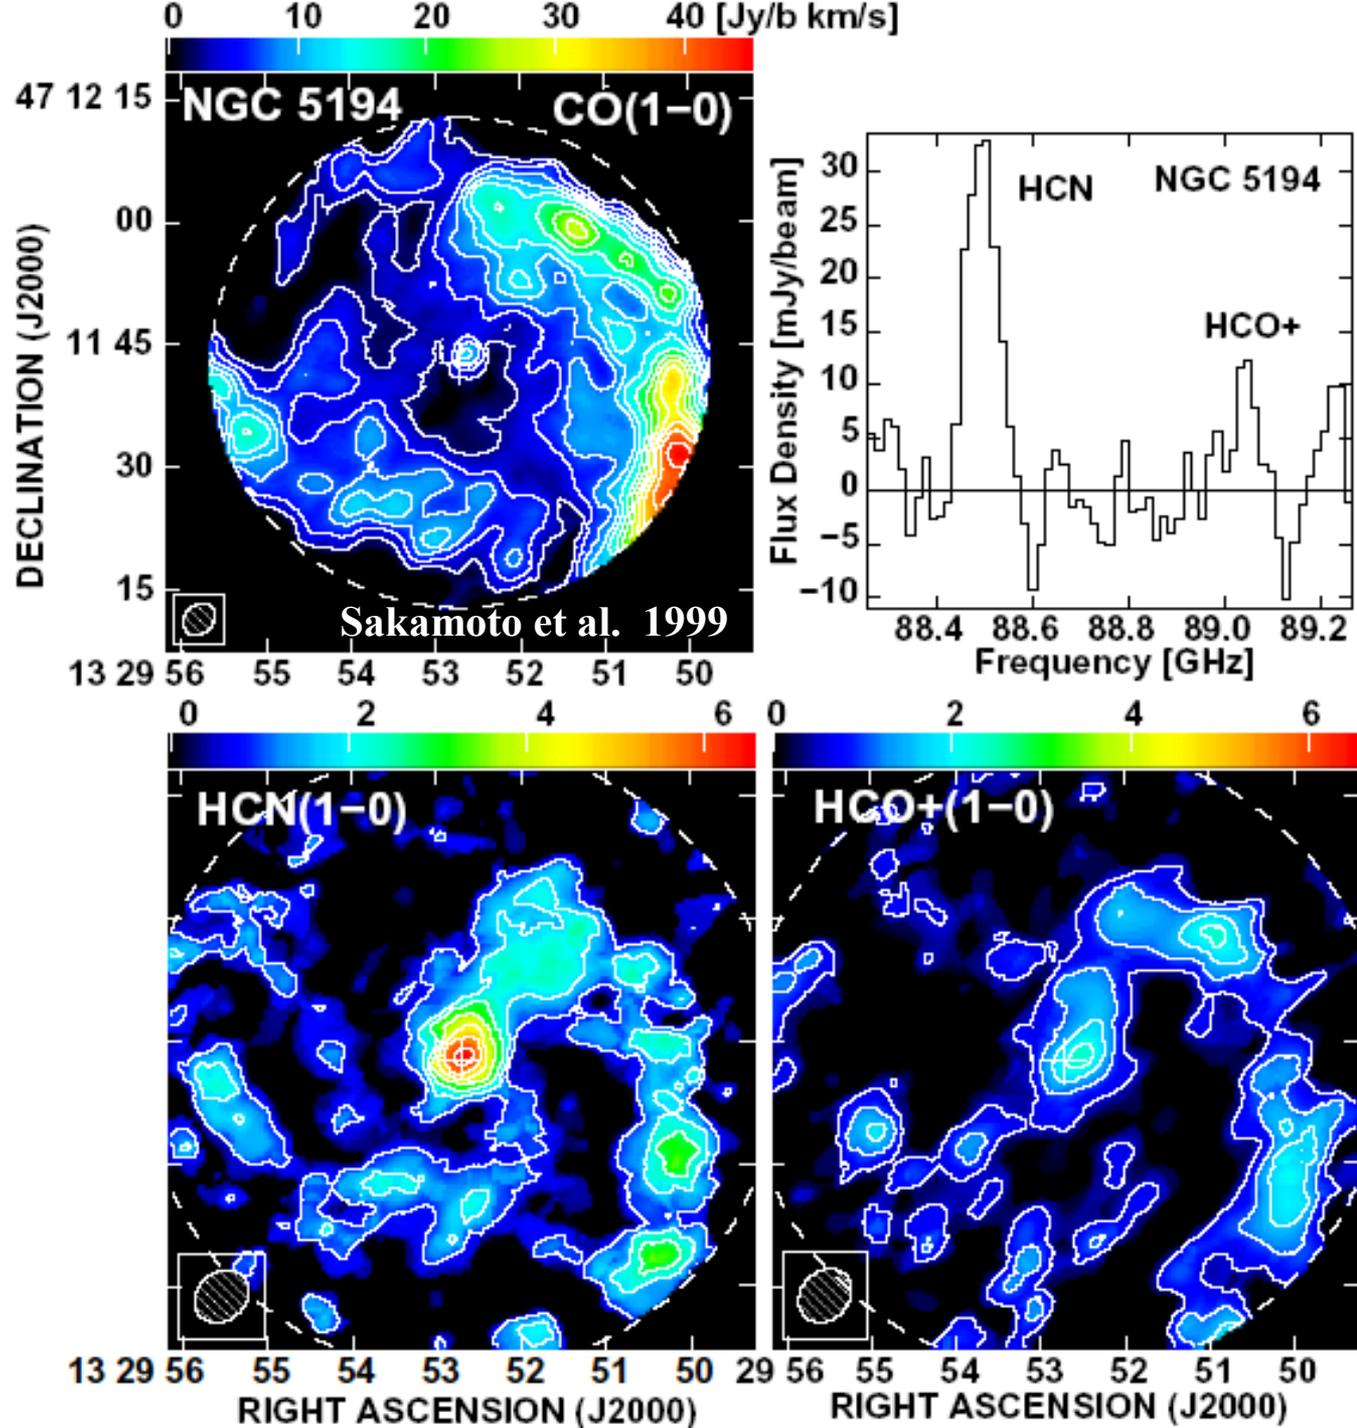 0 10 20 30 40 [Jy/b km/s]
NGC 5194 CO(1−0)
47 12 15
00
11 45
30
15
DECLINATION (J2000)
Sakamoto et al. 1999
13 29 56 55 54 53 52 51 50
30
25
20
15
10
5
0
−5
−10
Flux Density [mJy/beam]
HCN NGC 5194
HCO+
88.4 88.6 88.8 89.0 89.2
Frequency [GHz]
0 2 4 6
HCN(1−0)
13 29 56 55 54 53 52 51 50
RIGHT ASCENSION (J2000)
0 2 4 6
HCO+(1−0)
29 56 55 54 53 52 51 50
RIGHT ASCENSION (J2000)